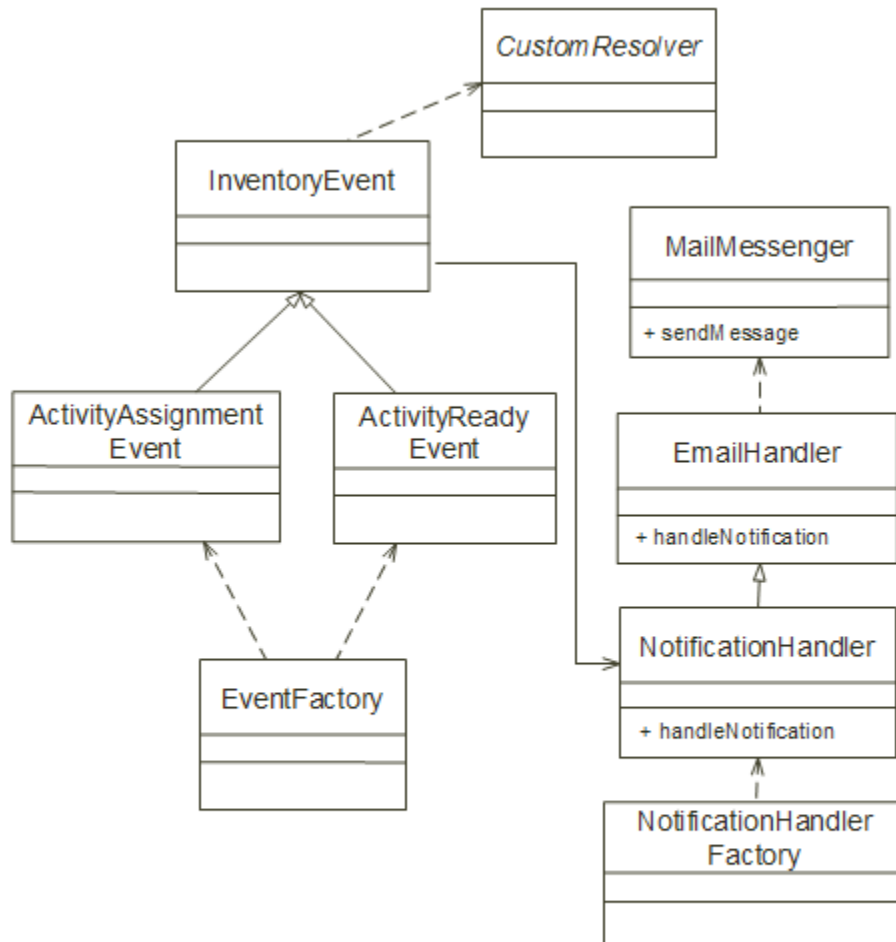 CustomResolver
InventoryEvent
MailMessenger
+ sendMessage
ActivityAssignment
Event
ActivityReady
Event
EmailHandler
+ handleNotification
NotificationHandler
+ handleNotification
EventFactory
NotificationHandler
Factory